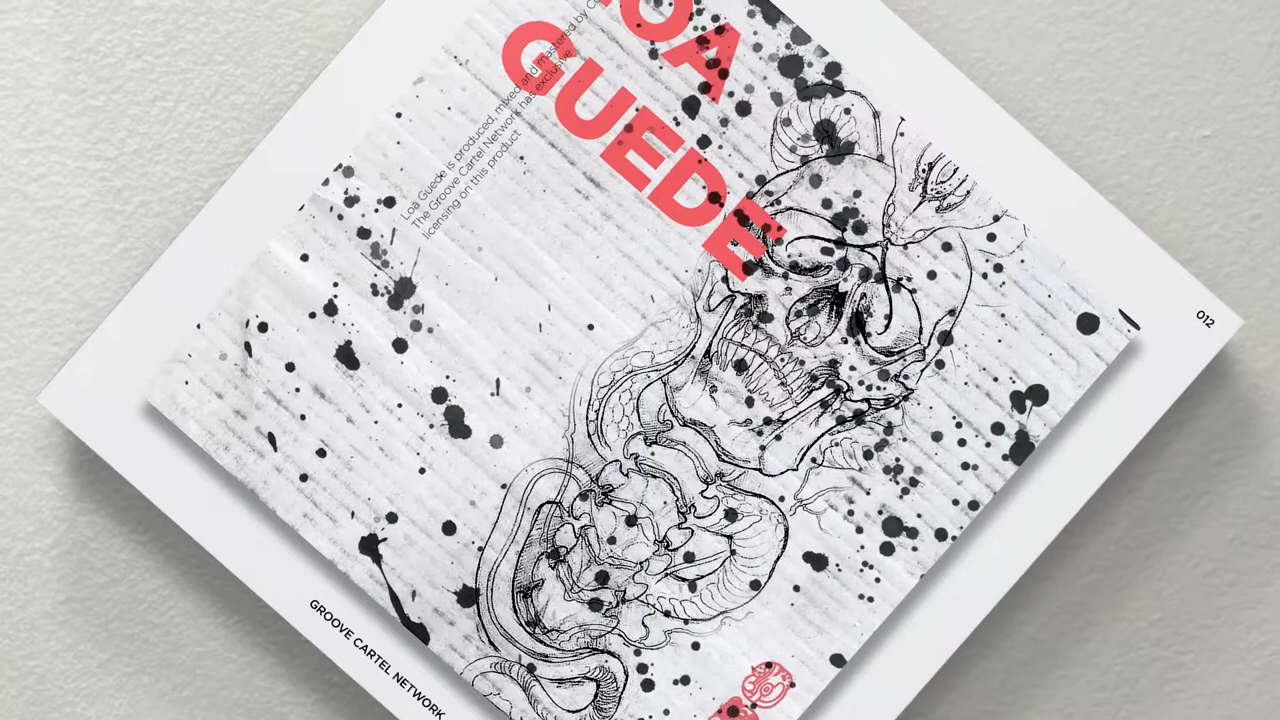 LOA
GUEDE
Loa Guede is produced, mixed and mastered by
The Groove Cartel Network has exclusive
licensing on this product
012
GROOVE CARTEL NETWORK